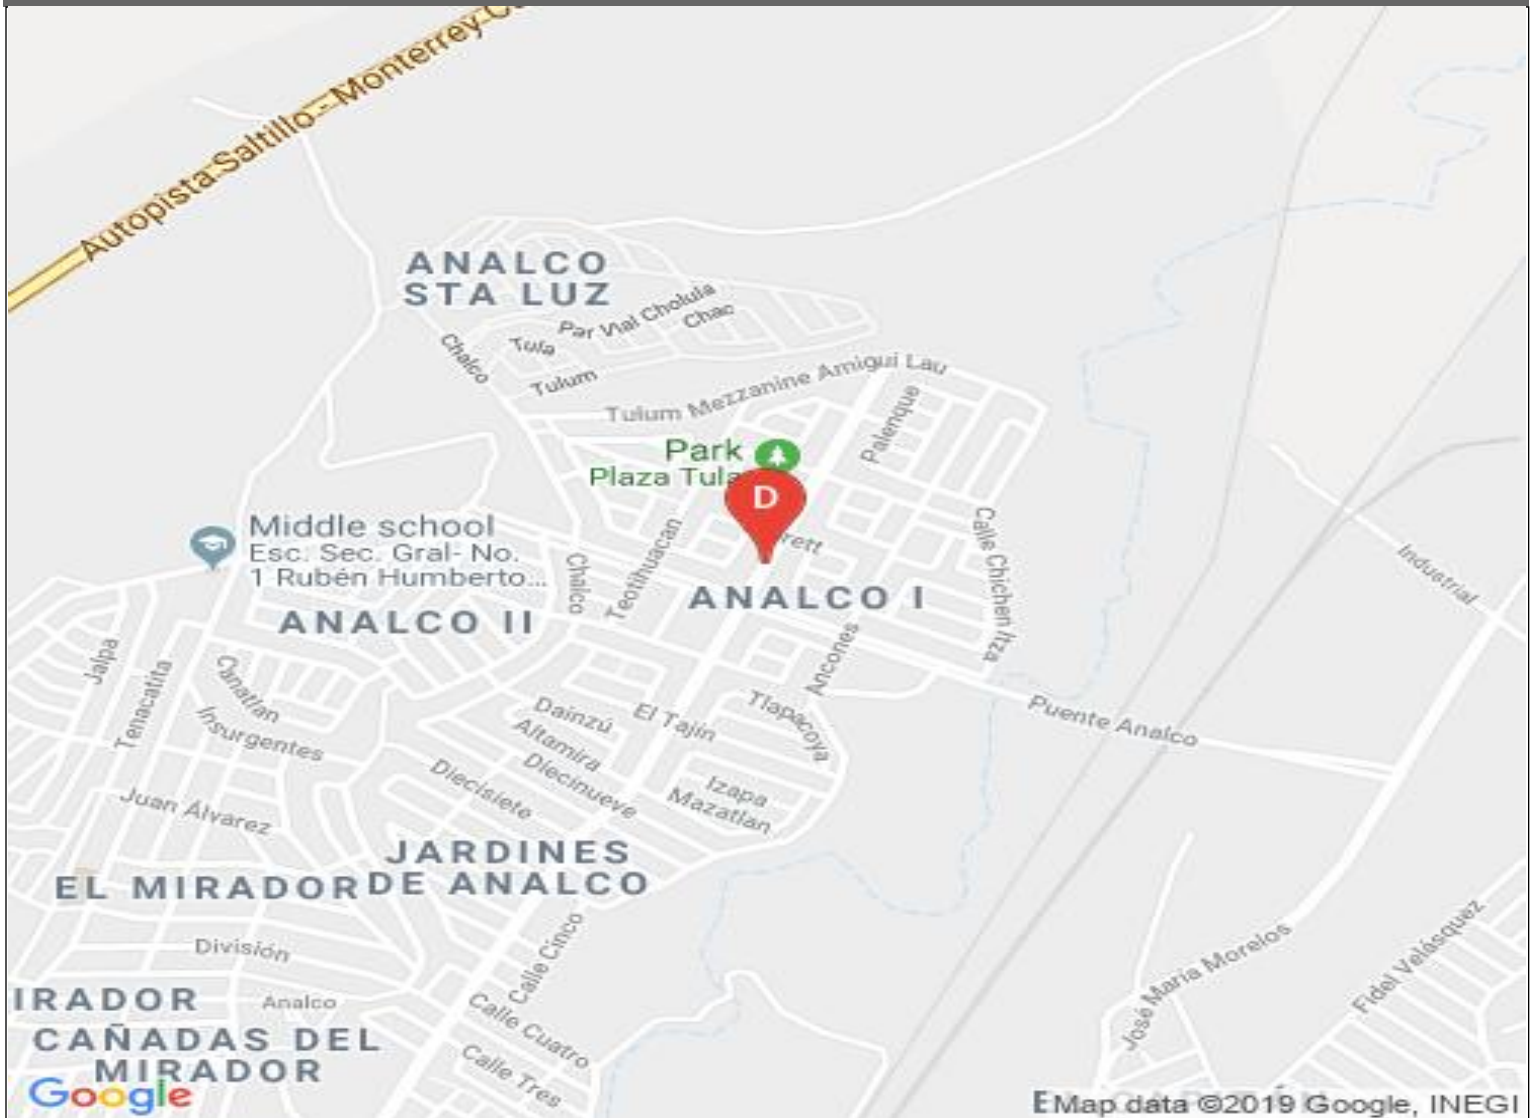 Autopista Saltillo - Monterrey
ANALCO
STA LUZ
Par Vial Cholula
Chac
Tula
Chalco
Tulum
Tulum Mezzanine Amigui Lau
Palenque
Park
Plaza Tula
D
Middle school
Esc. Sec. Gral- No.
1 Rubén Humberto...
Calle Chichen Itza
Industrial
Teotihuacan
Chalco
ANALCO I
ANALCO II
Jalpa
Tenacatita
Canatlan
Insurgentes
Ancones
Dainzú
El Tajín
Tlapacoya
Puente Analco
Altamira
Diecinueve
Diecisiete
Izapa
Mazatlan
Juan Álvarez
JARDINES
DE ANALCO
EL MIRADOR
División
Calle Cinco
José María Morelos
Fidel Velásquez
IRADOR
Analco
Calle Cuatro
CAÑADAS DEL
MIRADOR
Calle Tres
Google
Map data ©2019 Google, INEGI